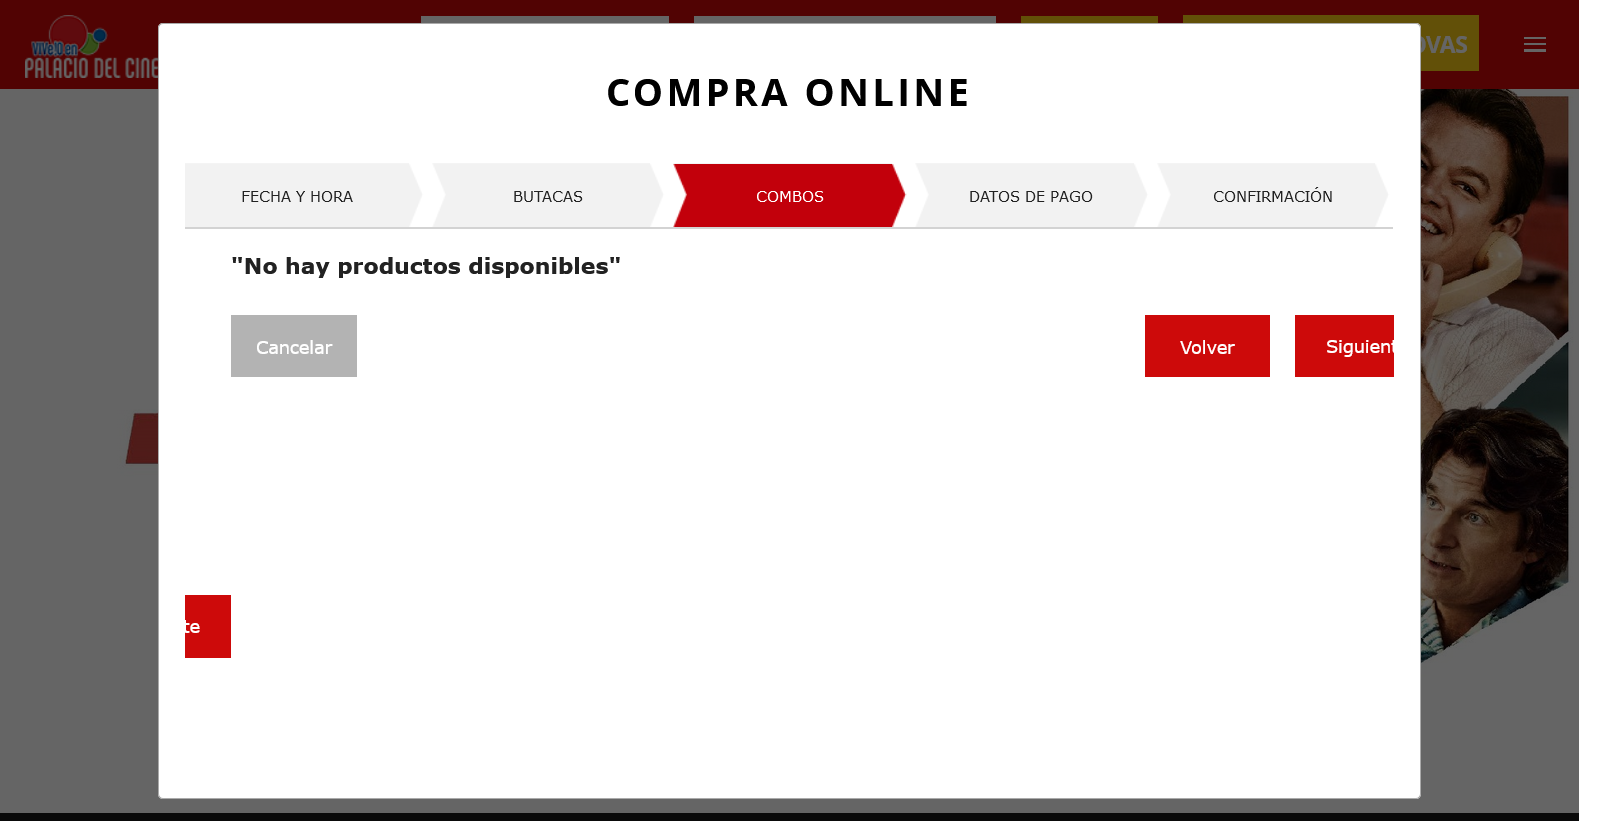 VIVelo en
PALACIO DEL CINE
OVAS
COMPRA ONLINE
FECHA Y HORA
BUTACAS
COMBOS
DATOS DE PAGO
CONFIRMACIÓN
"No hay productos disponibles"
Cancelar
Volver
Siguient
te